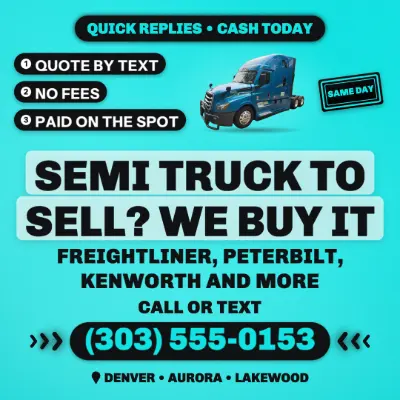 QUICK REPLIES • CASH TODAY
1 QUOTE BY TEXT
2 NO FEES
3 PAID ON THE SPOT
SAME DAY
SEMI TRUCK TO
SELL? WE BUY IT
FREIGHTLINER, PETERBILT,
KENWORTH AND MORE
CALL OR TEXT
(303) 555-0153
DENVER • AURORA • LAKEWOOD